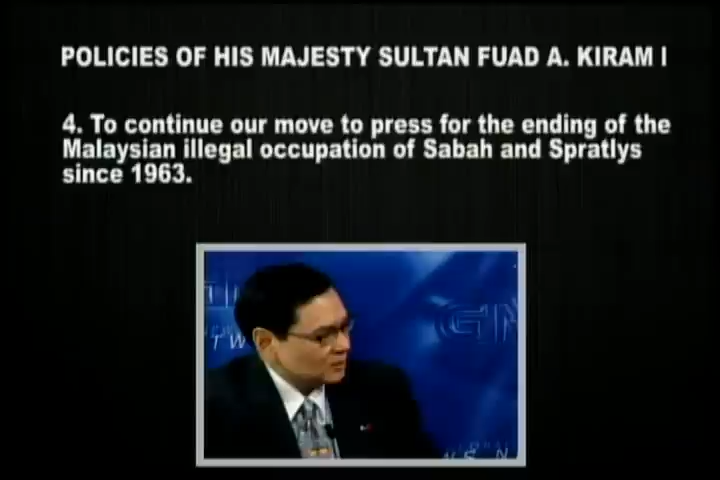 POLICIES OF HIS MAJESTY SULTAN FUAD A. KIRAM I
4. To continue our move to press for the ending of the
Malaysian illegal occupation of Sabah and Spratlys
since 1963.
T W